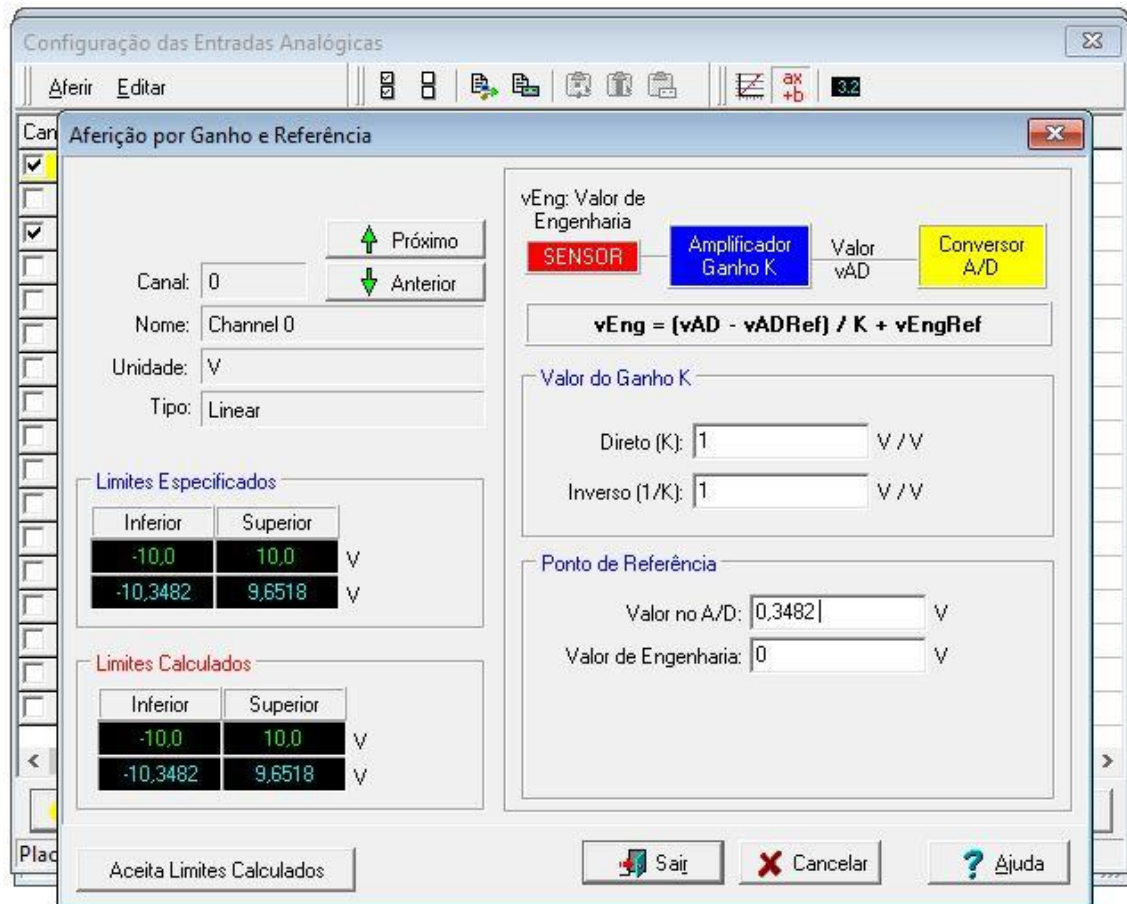 Configuração das Entradas Analógicas
Aferir Editar
ax
+b
3.2
Can
Aferição por Ganho e Referência
Próximo
Anterior
Canal: 0
Nome: Channel 0
Unidade: V
Tipo: Linear
Limites Especificados
Inferior Superior
-10,0 10,0 V
-10,3482 9,6518 V
Limites Calculados
Inferior Superior
-10,0 10,0 V
-10,3482 9,6518 V
vEng: Valor de
Engenharia
SENSOR
Amplificador
Ganho K
Valor
vAD
Conversor
A/D
vEng = (vAD - vADRef) / K + vEngRef
Valor do Ganho K
Direto (K): 1 V / V
Inverso (1/K): 1 V / V
Ponto de Referência
Valor no A/D: 0,3482 V
Valor de Engenharia: 0 V
Plac
Aceita Limites Calculados
Sair
Cancelar
Ajuda